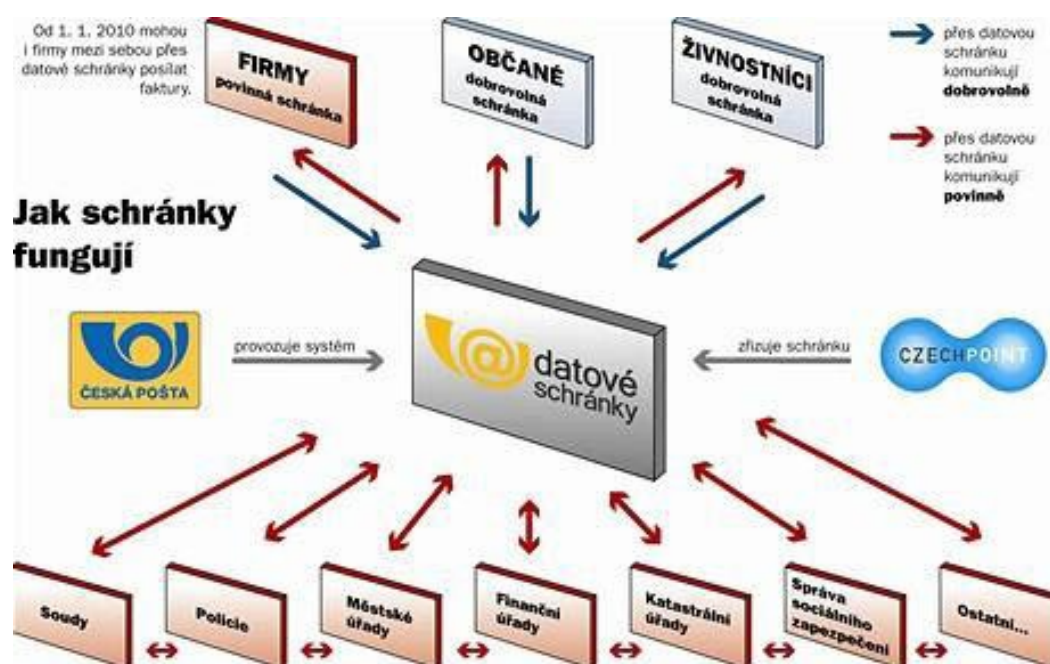 Od 1. 1. 2010 mohou
i firmy mezi sebou přes
datové schránky posílat
faktury.
FIRMY
povinná schránka
OBČANÉ
dobrovolná
schránka
ŽIVNOSTNÍCI
dobrovolná
schránka
přes datovou
schránku
komunikují
dobrovolně
přes datovou
schránku
komunikují
povinně
Jak schránky
fungují
ČESKÁ POŠTA
provozuje systém
@ datové
schránky
zřizuje schránku
CZECHPOINT
Soudy
Policie
Městské
úřady
Finanční
úřady
Katastrální
úřady
Správa
sociálního
zapezpečení
Ostatní...